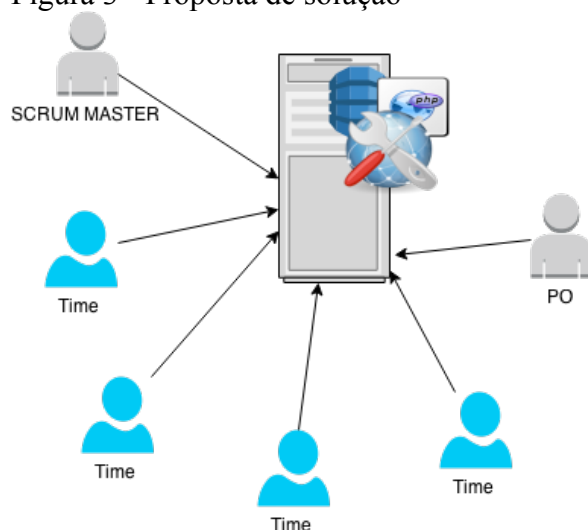 Figura 3 - Proposta de solução
php
SCRUM MASTER
Time
PO
Time
Time
Time